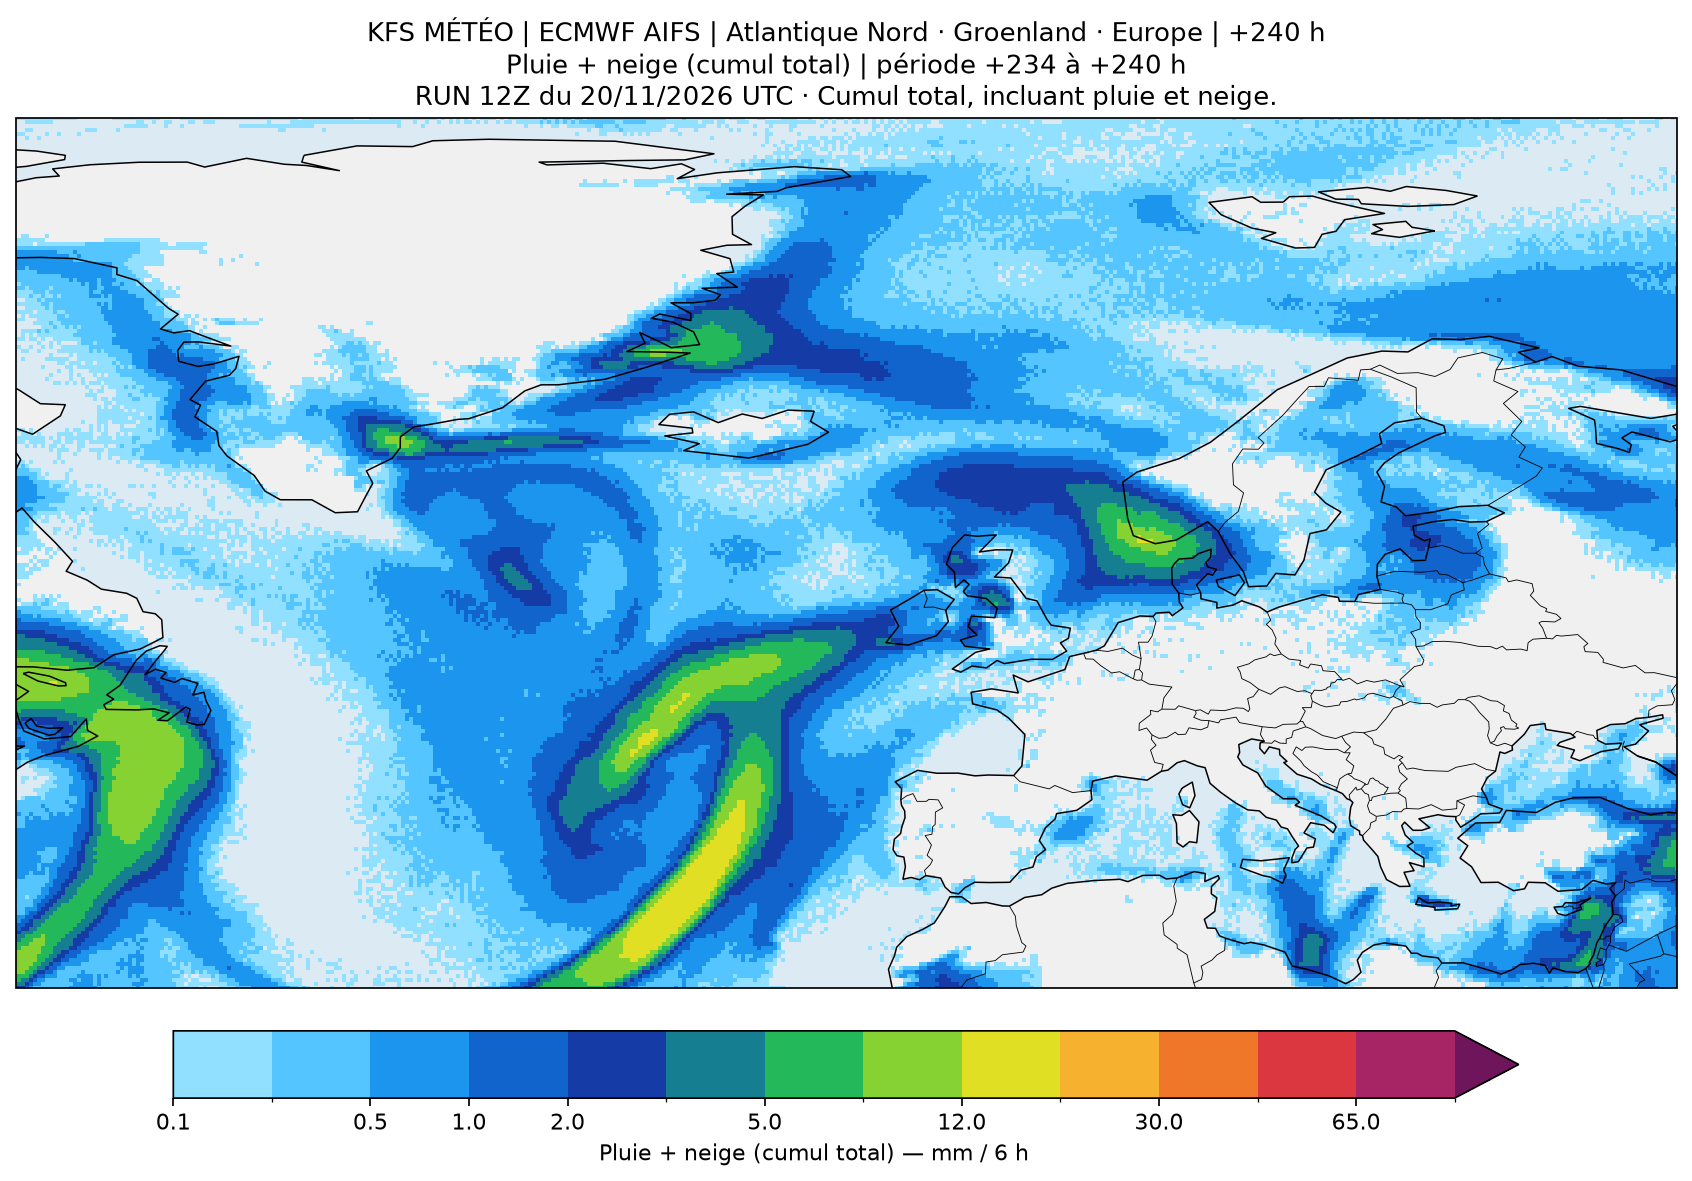 KFS MÉTÉO | ECMWF AIFS | Atlantique Nord · Groenland · Europe | +240 h
Pluie + neige (cumul total) | période +234 à +240 h
RUN 12Z du 20/11/2026 UTC · Cumul total, incluant pluie et neige.
0.1 0.5 1.0 2.0 5.0 12.0 30.0 65.0
Pluie + neige (cumul total) — mm / 6 h